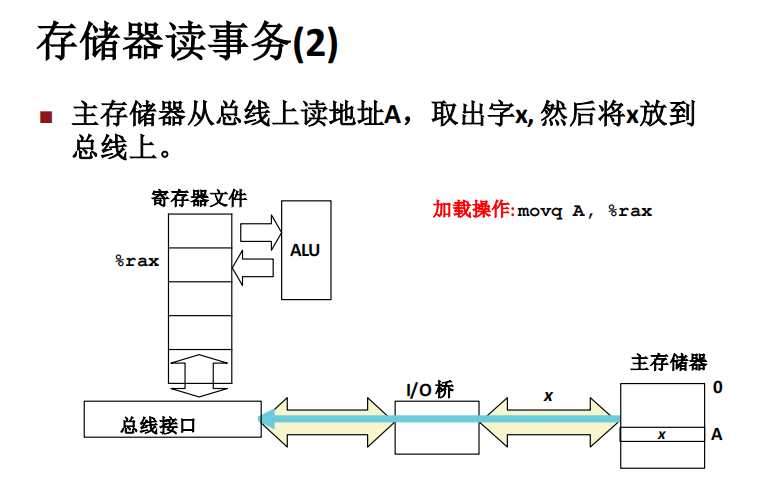 存储器读事务(2)
主存储器从总线上读地址A，取出字x, 然后将x放到
总线上。
寄存器文件
加载操作:movq A, %rax
ALU
%rax
主存储器
I/O 桥
x
0
总线接口
x
A